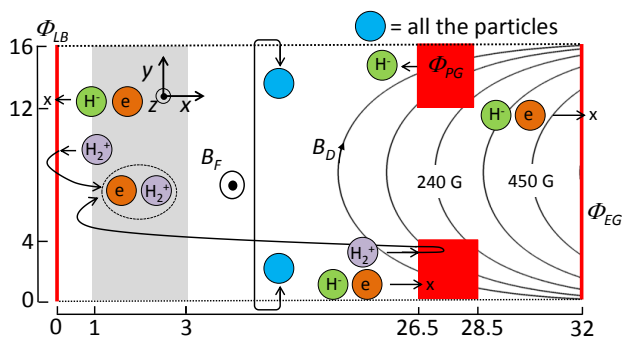 Φ_LB
= all the particles
16
12
4
0
y
z
x
x
H⁻ e
H₂⁺
e H₂⁺
B_F
B_D
H⁻
Φ_PG
H⁻ e x
240 G
450 G
Φ_EG
H₂⁺
H⁻ e x
0 1 3 26.5 28.5 32